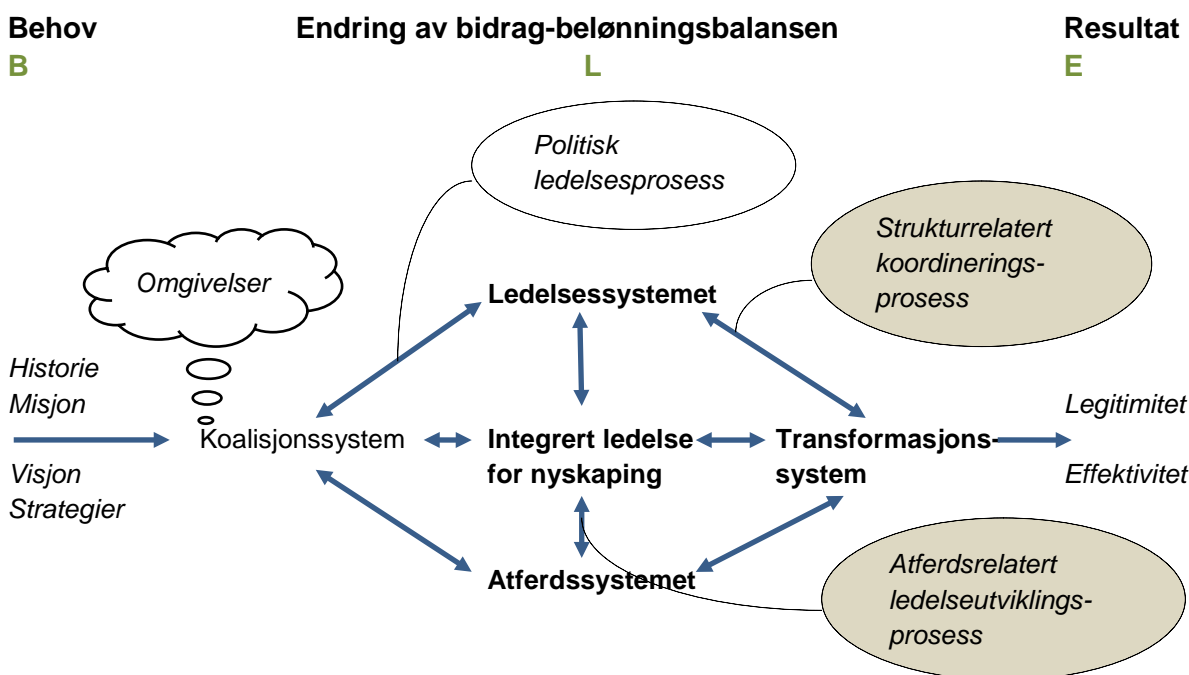 Behov
Endring av bidrag-belønningsbalansen
Resultat
B
L
E
Politisk
ledelsesprosess
Strukturrelatert
koordinerings-
prosess
Omgivelser
Ledelsessystemet
Historie
Misjon
Legitimitet
Koalisjonssystem
Integrert ledelse
for nyskaping
Transformasjons-
system
Visjon
Strategier
Effektivitet
Atferdssystemet
Atferdsrelatert
ledelseutviklings-
prosess